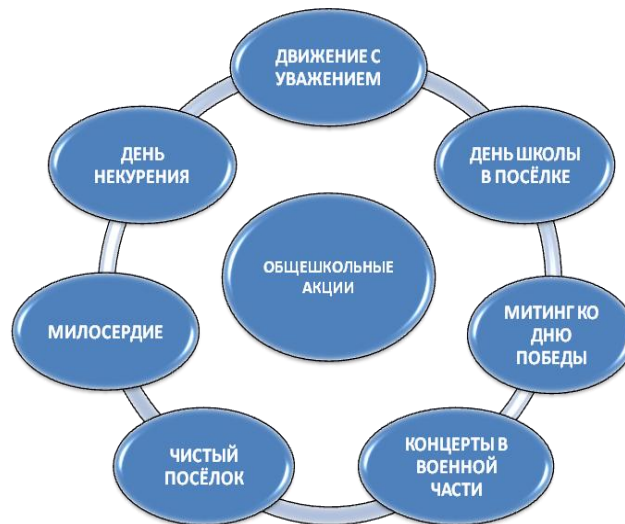 ДВИЖЕНИЕ С
УВАЖЕНИЕМ
ДЕНЬ ШКОЛЫ
В ПОСЁЛКЕ
МИТИНГ КО
ДНЮ
ПОБЕДЫ
КОНЦЕРТЫ В
ВОЕННОЙ
ЧАСТИ
ЧИСТЫЙ
ПОСЁЛОК
МИЛОСЕРДИЕ
ДЕНЬ
НЕКУРЕНИЯ
ОБЩЕШКОЛЬНЫЕ
АКЦИИ